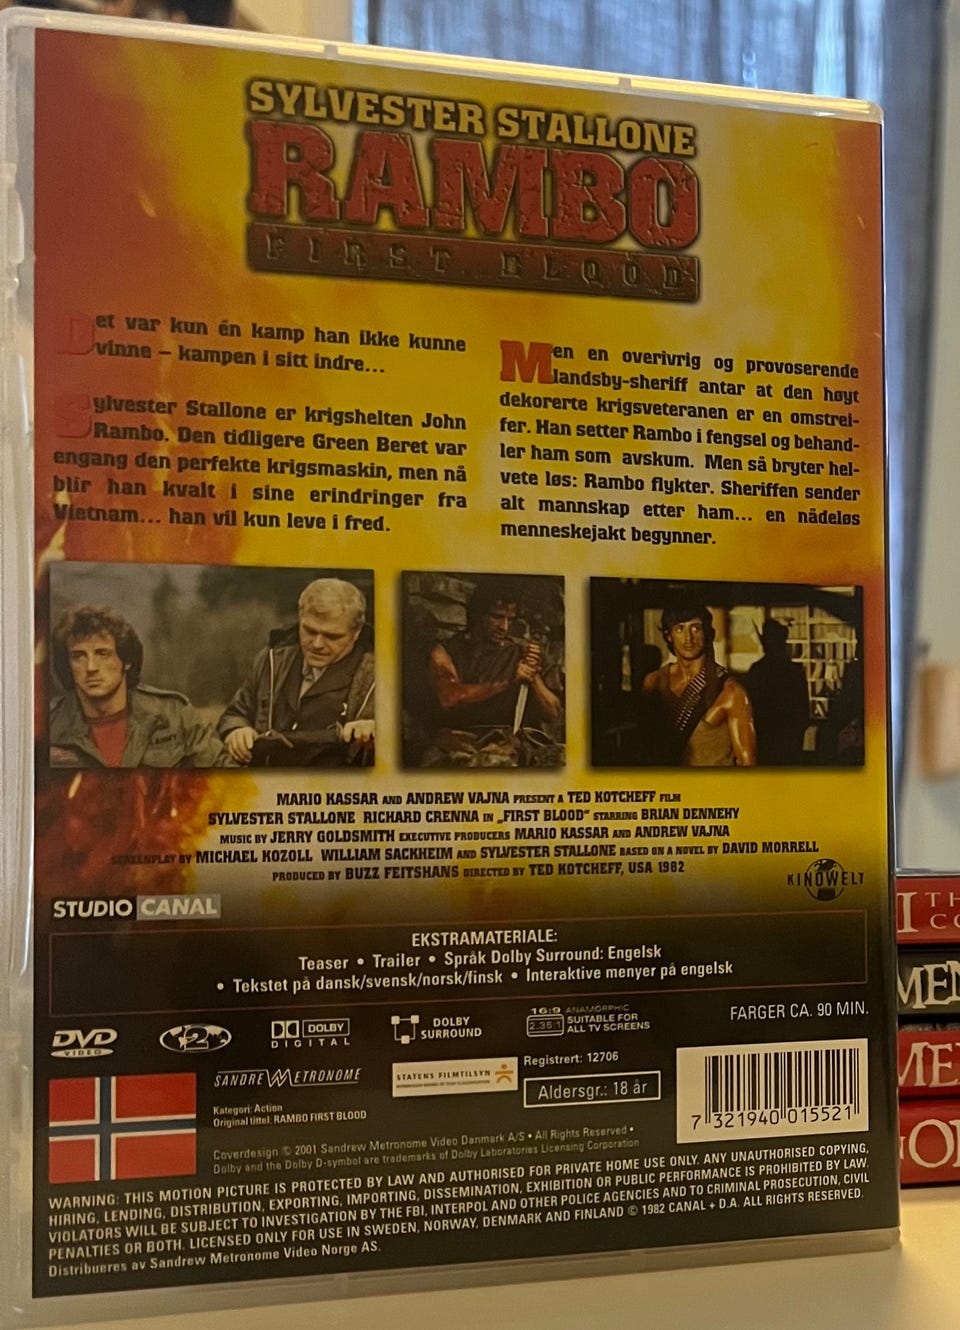 SYLVESTER STALLONE
RAMBO
FIRST BLOOD
Det var kun én kamp han ikke kunne
vinne – kampen i sitt indre...
Sylvester Stallone er krigshelten John
Rambo. Den tidligere Green Beret var
engang den perfekte krigsmaskin, men nå
blir han kvalt i sine erindringer fra
Vietnam... han vil kun leve i fred.
Men en overivrig og provoserende
landsby-sheriff antar at den høyt
dekorerte krigsveteranen er en omstrei-
fer. Han setter Rambo i fengsel og behand-
ler ham som avskum. Men så bryter hel-
vete løs: Rambo flykter. Sheriffen sender
alt mannskap etter ham... en nådeløs
menneskejakt begynner.
MARIO KASSAR AND ANDREW VAJNA PRESENT A TED KOTCHEFF FILM
SYLVESTER STALLONE RICHARD CRENNA IN „FIRST BLOOD" STARRING BRIAN DENNEHY
MUSIC BY JERRY GOLDSMITH EXECUTIVE PRODUCERS MARIO KASSAR AND ANDREW VAJNA
SCREENPLAY BY MICHAEL KOZOLL WILLIAM SACKHEIM AND SYLVESTER STALLONE BASED ON A NOVEL BY DAVID MORRELL
PRODUCED BY BUZZ FEITSHANS DIRECTED BY TED KOTCHEFF, USA 1982
KINOWELT
STUDIO CANAL
EKSTRAMATERIALE:
Teaser • Trailer • Språk Dolby Surround: Engelsk
• Tekstet på dansk/svensk/norsk/finsk • Interaktive menyer på engelsk
DVD
VIDEO
2
DOLBY
DIGITAL
DOLBY
SURROUND
16:9 ANAMORPHIC
2.35:1 SUITABLE FOR
ALL TV SCREENS
FARGER CA. 90 MIN.
SANDREW METRONOME
STATENS FILMTILSYN
Registrert: 12706
Aldersgr.: 18 år
Kategori: Action
Original titel: RAMBO FIRST BLOOD
7 321940 015521
Coverdesign © 2001 Sandrew Metronome Video Danmark A/S • All Rights Reserved •
Dolby and the Dolby D-symbol are trademarks of Dolby Laboratories Licensing Corporation
WARNING: THIS MOTION PICTURE IS PROTECTED BY LAW AND AUTHORISED FOR PRIVATE HOME USE ONLY. ANY UNAUTHORISED COPYING,
HIRING, LENDING, DISTRIBUTION, EXPORTING, IMPORTING, DISSEMINATION, EXHIBITION OR PUBLIC PERFORMANCE IS PROHIBITED BY LAW.
VIOLATORS WILL BE SUBJECT TO INVESTIGATION BY THE FBI, INTERPOL AND OTHER POLICE AGENCIES AND TO CRIMINAL PROSECUTION, CIVIL
PENALTIES OR BOTH. LICENSED ONLY FOR USE IN SWEDEN, NORWAY, DENMARK AND FINLAND © 1982 CANAL + D.A. ALL RIGHTS RESERVED.
Distribueres av Sandrew Metronome Video Norge AS.